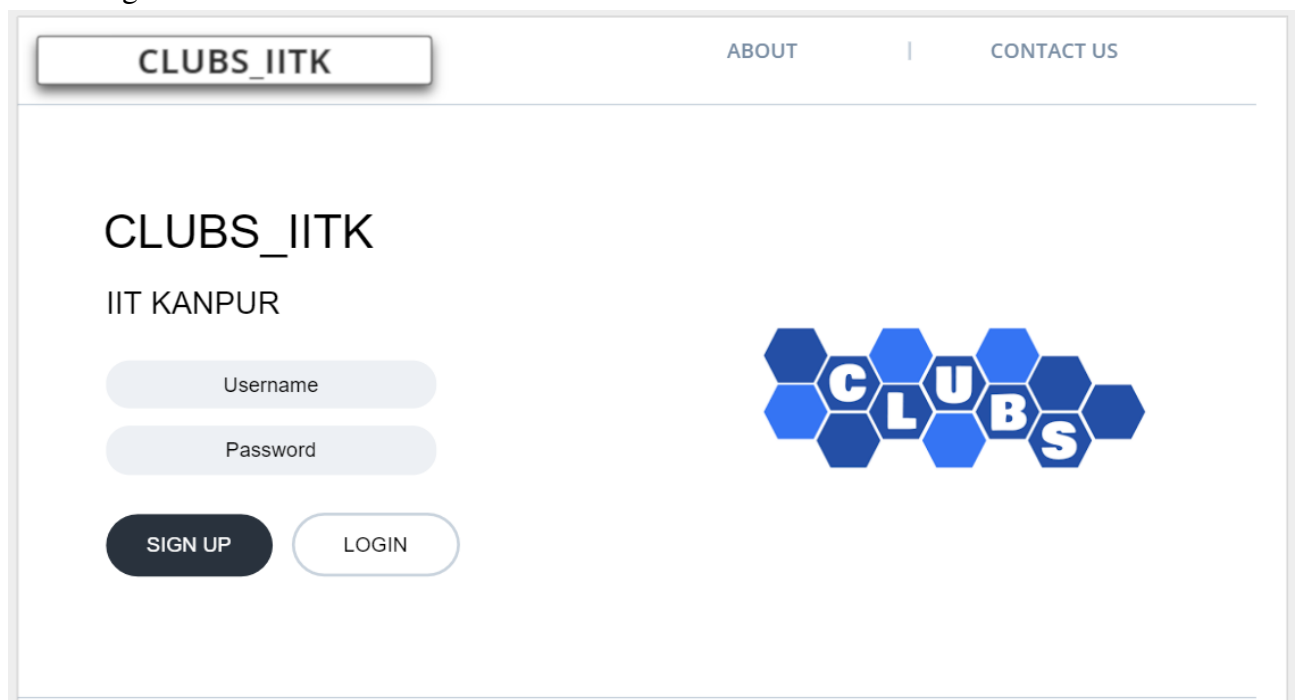 CLUBS_IITK
ABOUT | CONTACT US
CLUBS_IITK
IIT KANPUR
Username
Password
SIGN UP LOGIN
CLUBS